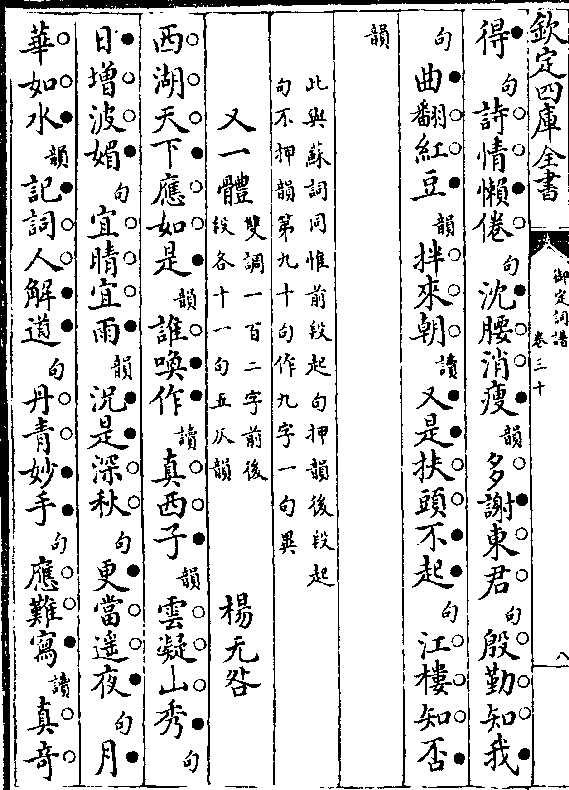 欽定四庫全書
御定詞譜
卷三十
八
得句詩情懶倦句沈腰消瘦韻多謝東君句殷勤知我
句曲翻紅豆韻拌來朝讀又是扶頭不起句江樓知否
韻
此與蘇詞同惟前段起句押韻後段起
句不押韻第九十句作九字一句異
又一體雙調一百二字前後
段各十一句五仄韻楊无咎
西湖天下應如是韻誰喚作讀真西子韻雲凝山秀句
日增波媚句宜晴宜雨韻況是深秋句更當遥夜句月
華如水韻記詞人解道句丹青妙手句應難寫讀真奇